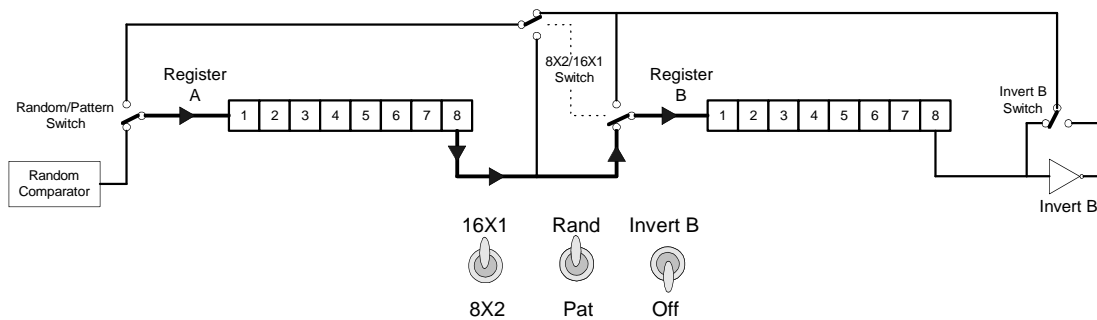 8X2/16X1
Switch
Register
A
Register
B
Random/Pattern
Switch
Invert B
Switch
1 2 3 4 5 6 7 8
1 2 3 4 5 6 7 8
Random
Comparator
Invert B
16X1 Rand Invert B
8X2 Pat Off